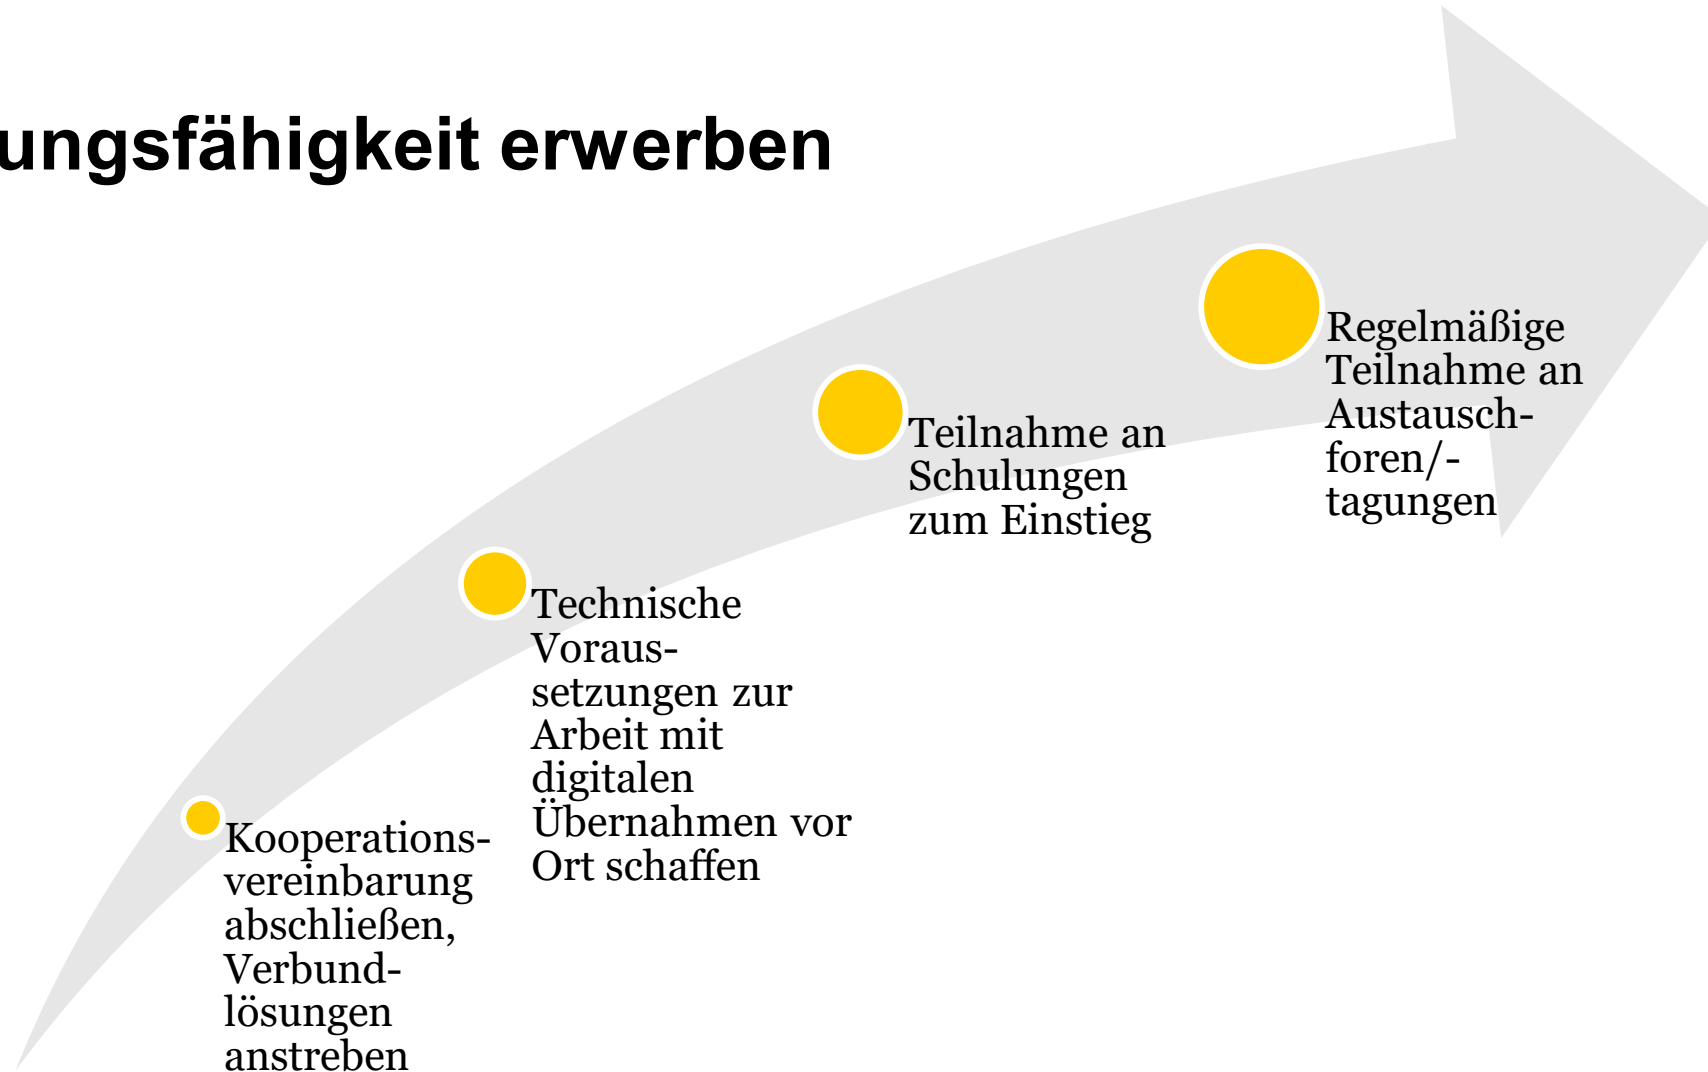 ungsfähigkeit erwerben
Kooperations-
vereinbarung
abschließen,
Verbund-
lösungen
anstreben
Technische
Voraus-
setzungen zur
Arbeit mit
digitalen
Übernahmen vor
Ort schaffen
Teilnahme an
Schulungen
zum Einstieg
Regelmäßige
Teilnahme an
Austausch-
foren/-
tagungen